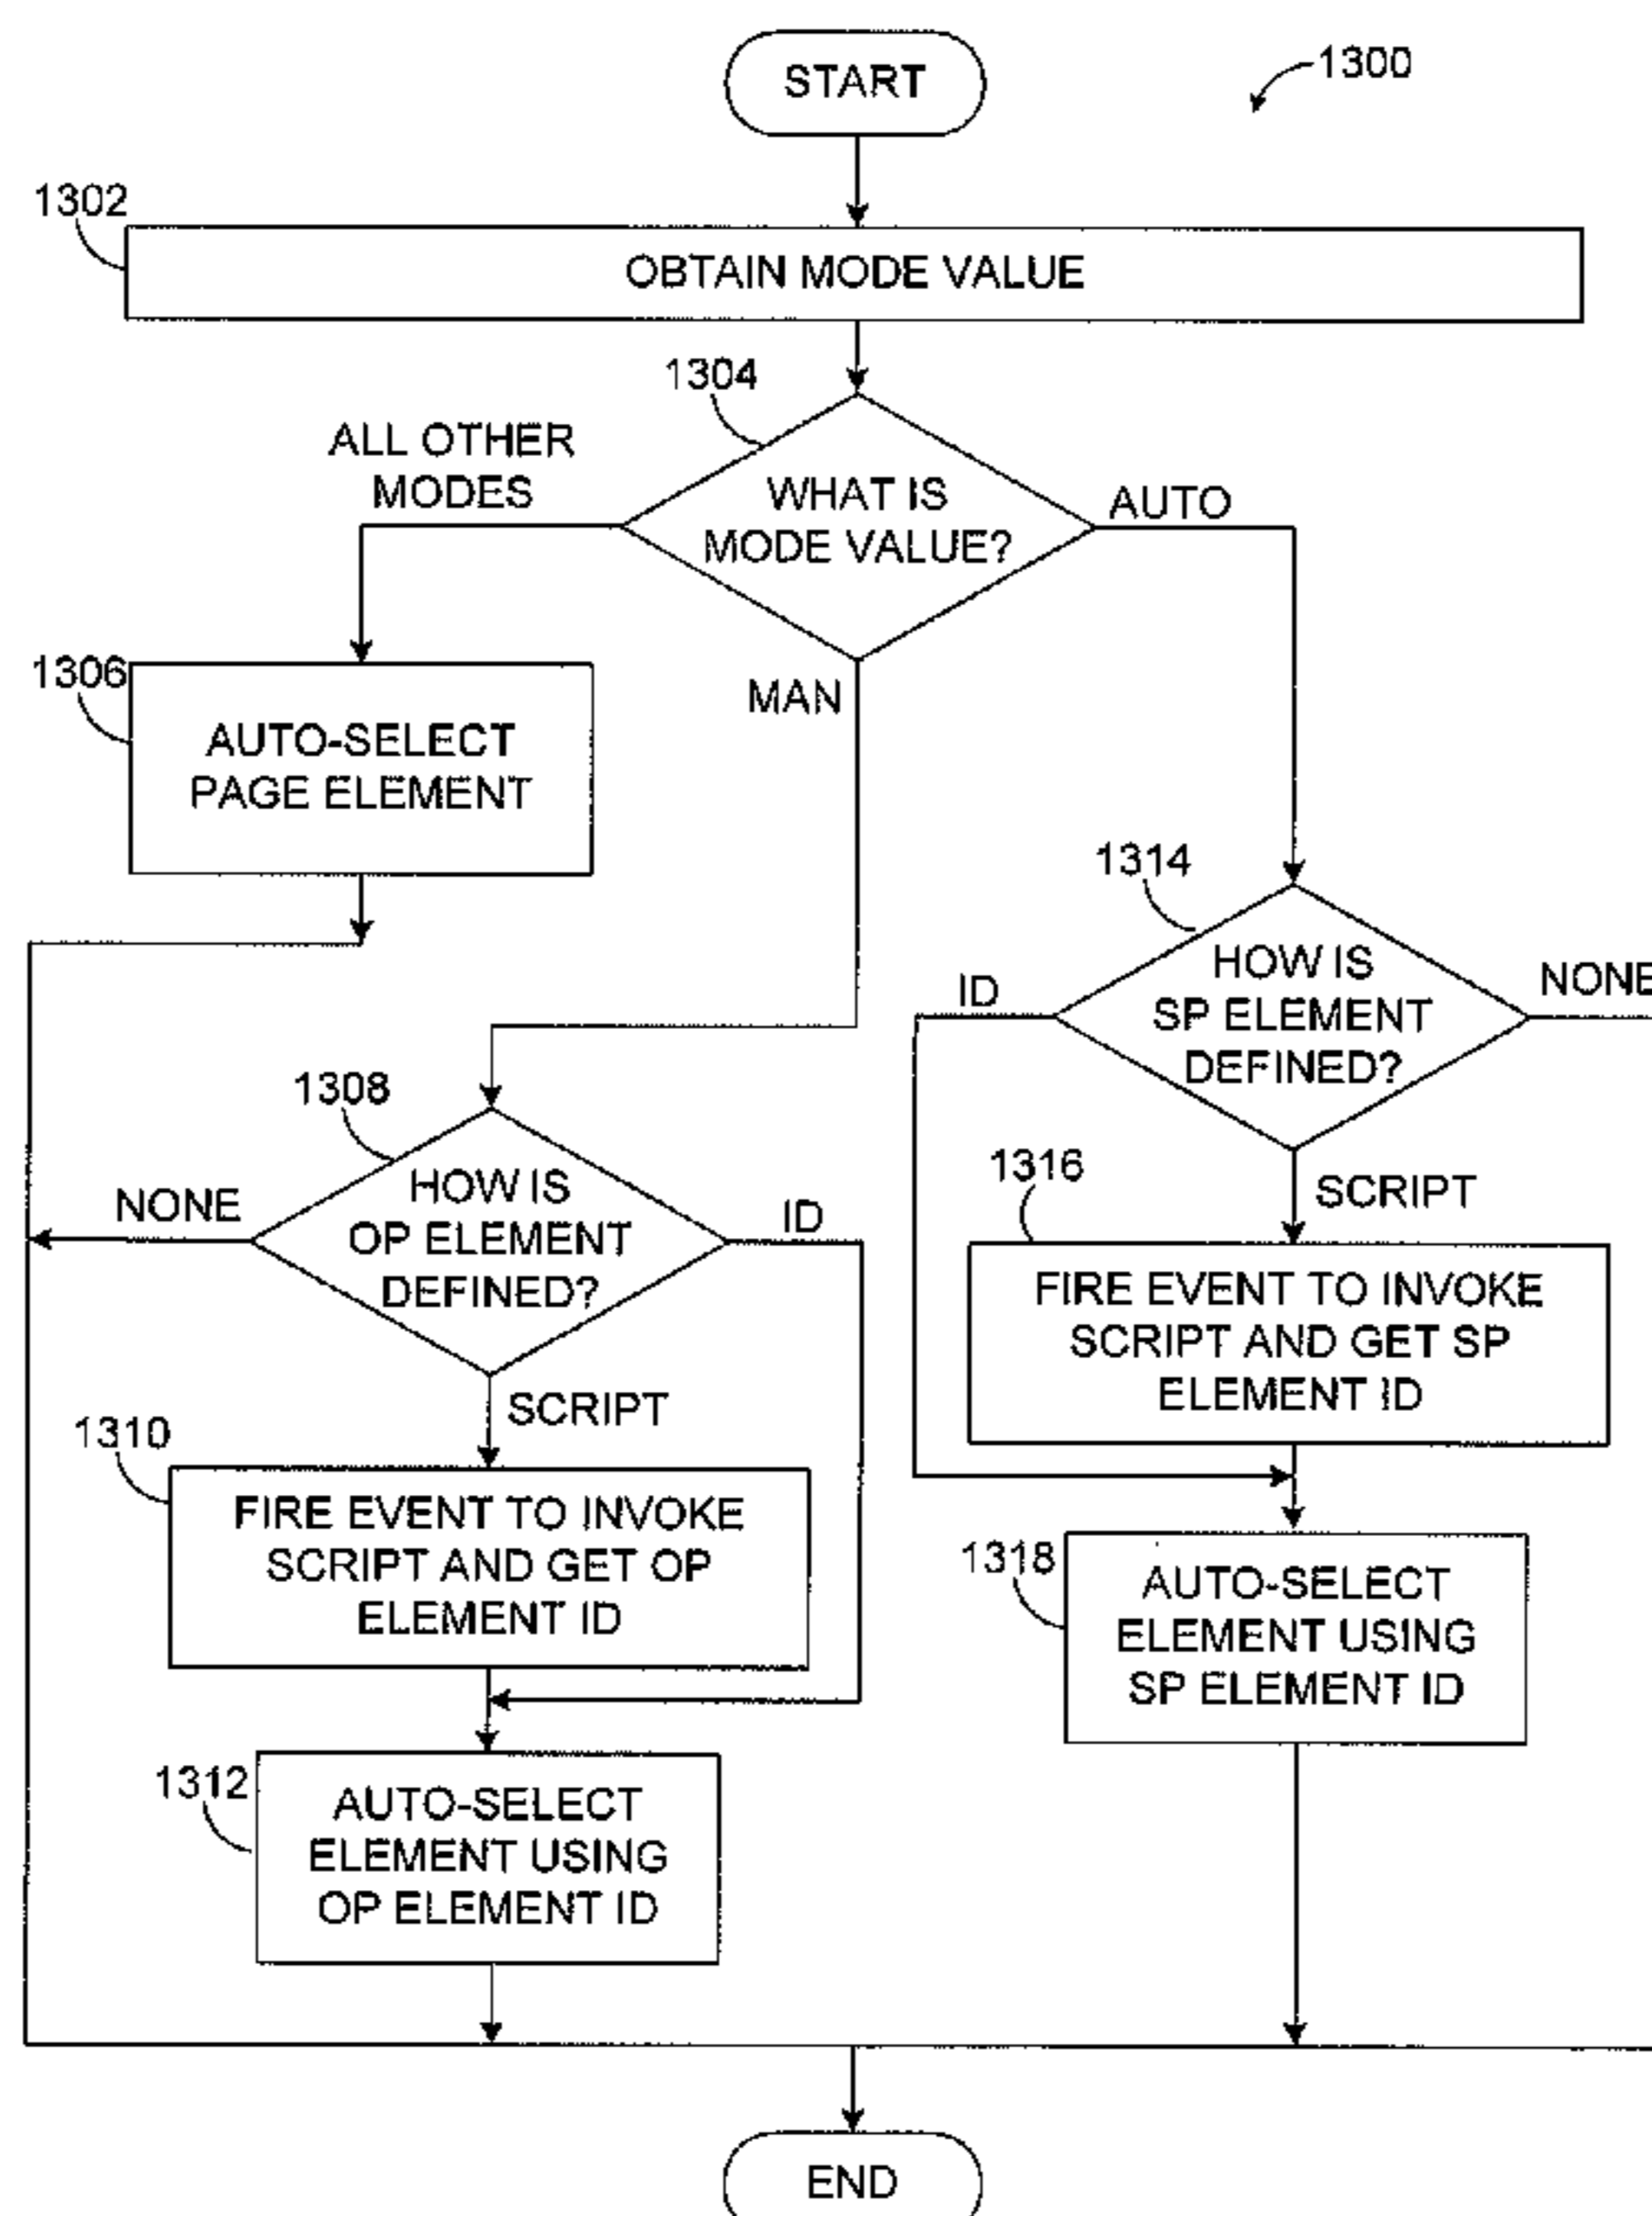 START
1300
1302
OBTAIN MODE VALUE
1304
ALL OTHER
MODES
WHAT IS
MODE VALUE?
AUTO
MAN
1306
AUTO-SELECT
PAGE ELEMENT
1314
HOW IS
SP ELEMENT
DEFINED?
ID
NONE
1308
HOW IS
OP ELEMENT
DEFINED?
NONE
ID
1316
SCRIPT
FIRE EVENT TO INVOKE
SCRIPT AND GET SP
ELEMENT ID
SCRIPT
1310
FIRE EVENT TO INVOKE
SCRIPT AND GET OP
ELEMENT ID
1318
AUTO-SELECT
ELEMENT USING
SP ELEMENT ID
1312
AUTO-SELECT
ELEMENT USING
OP ELEMENT ID
END